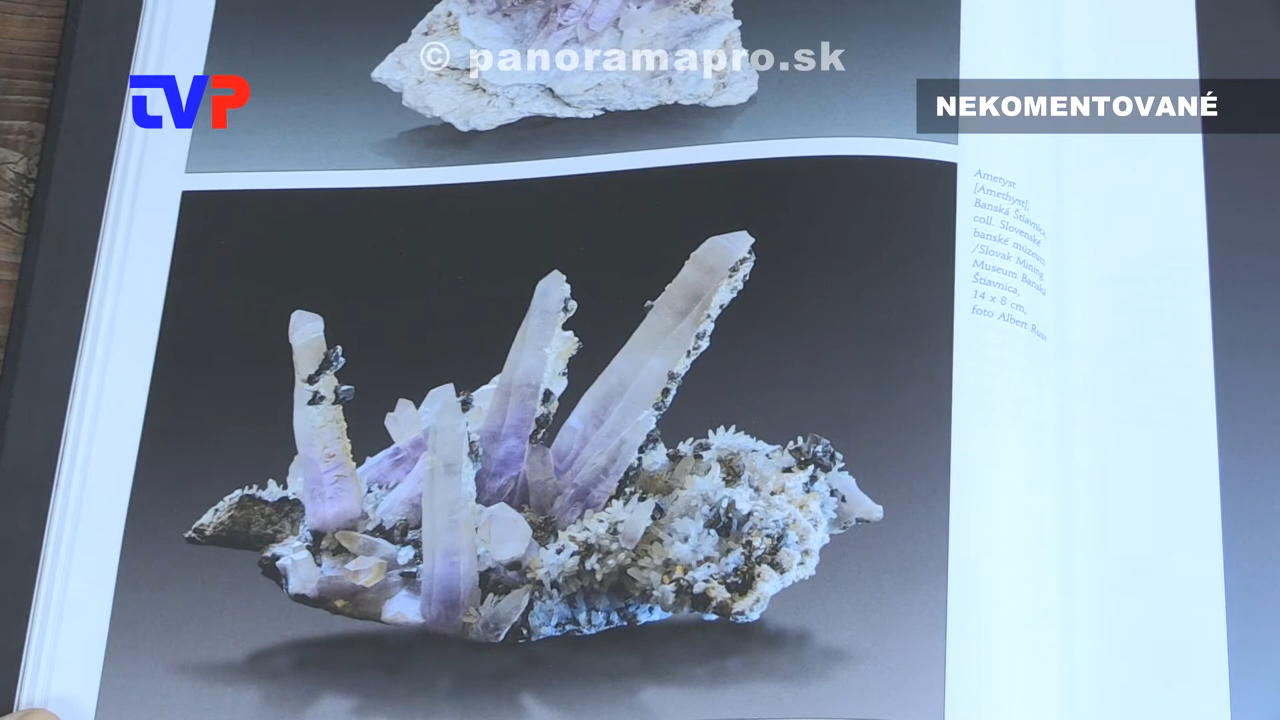 © panoramapro.sk
TVP
NEKOMENTOVANÉ
Ametyst
[Amethyst],
Banská Štiavnica,
coll. Slovenské
banské múzeum
/Slovak Mining
Museum Banská
Štiavnica,
14 x 8 cm,
foto Albert Russ